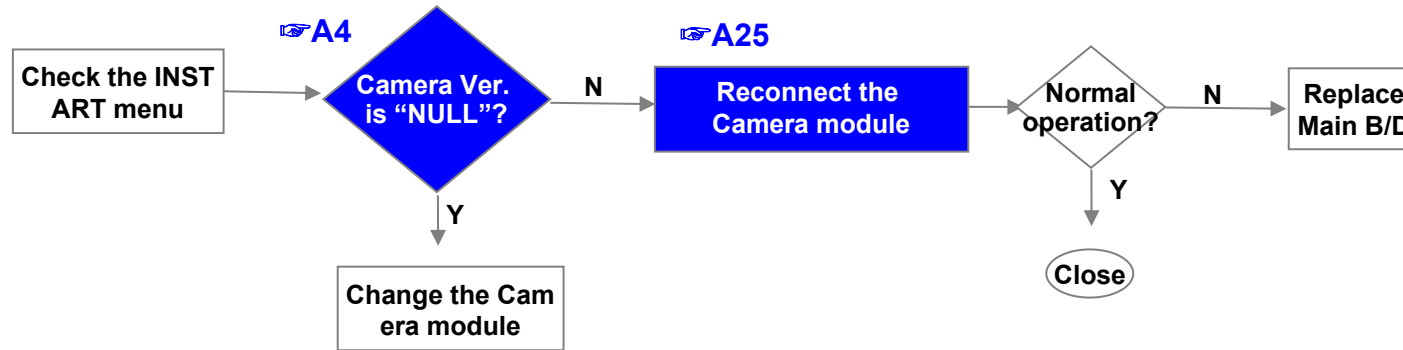 ☞A4
☞A25
Check the INST
ART menu
Camera Ver.
is “NULL”?
N
Reconnect the
Camera module
Normal
operation?
N
Replace
Main B/D
Y
Y
Change the Cam
era module
Close